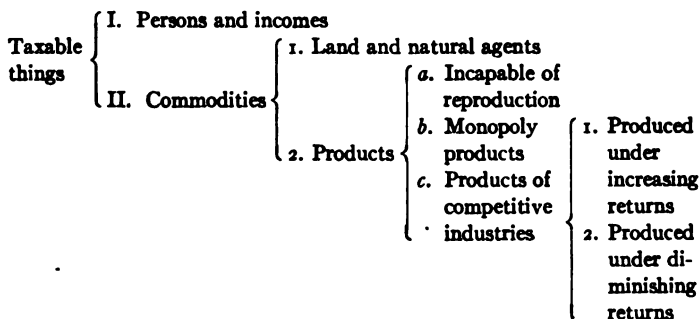 Taxable things
I. Persons and incomes
II. Commodities
1. Land and natural agents
2. Products
a. Incapable of
reproduction
b. Monopoly
products
c. Products of
competitive
industries
1. Produced
under
increasing
returns
2. Produced
under di-
minishing
returns